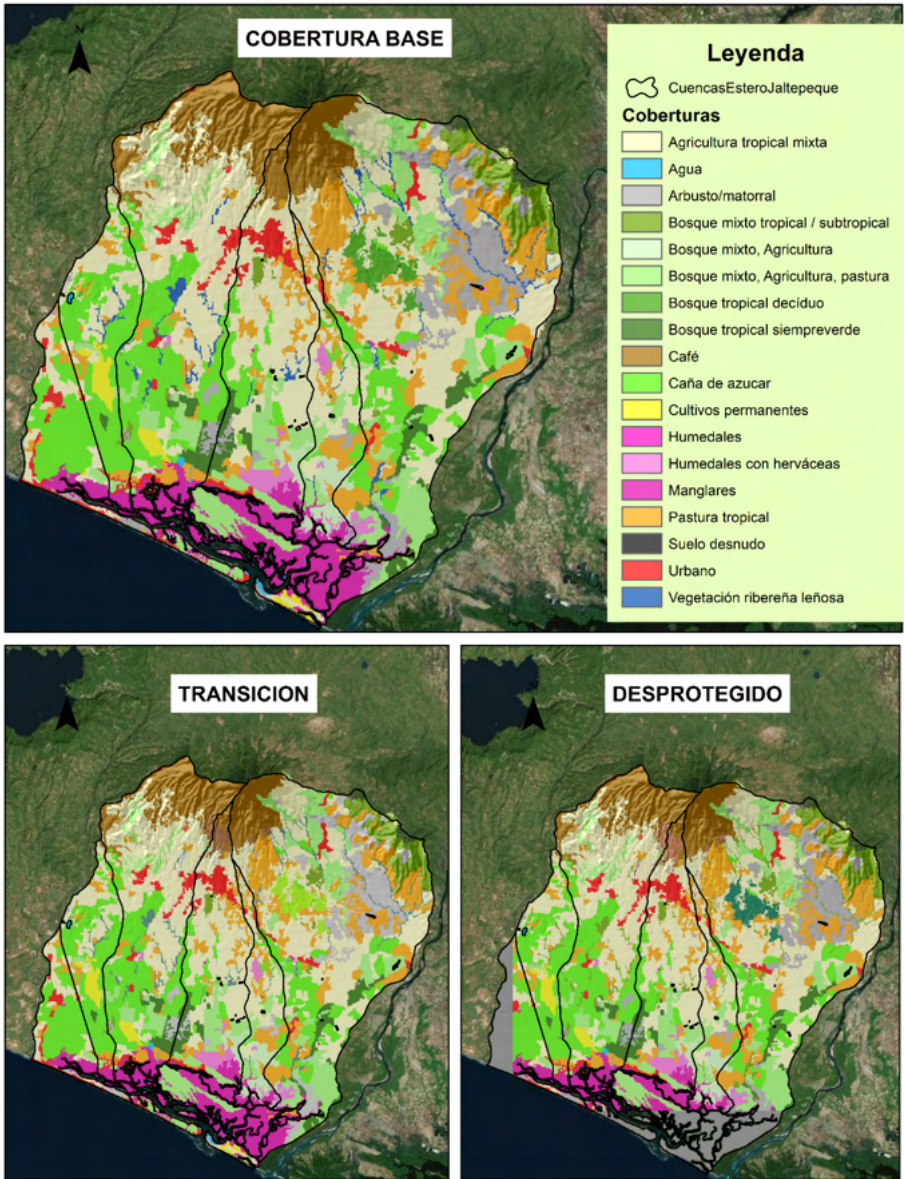 COBERTURA BASE
N
Leyenda
CuencasEsteroJaltepeque
Coberturas
Agricultura tropical mixta
Agua
Arbusto/matorral
Bosque mixto tropical / subtropical
Bosque mixto, Agricultura
Bosque mixto, Agricultura, pastura
Bosque tropical decíduo
Bosque tropical siempreverde
Café
Caña de azucar
Cultivos permanentes
Humedales
Humedales con herváceas
Manglares
Pastura tropical
Suelo desnudo
Urbano
Vegetación ribereña leñosa
TRANSICION
DESPROTEGIDO